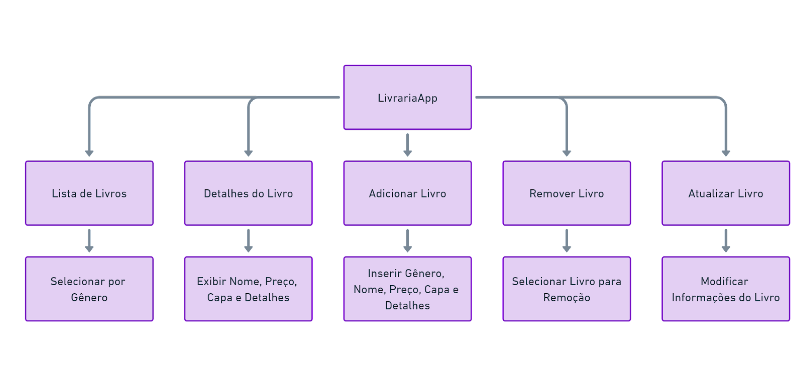 LivrariaApp
Lista de Livros
Detalhes do Livro
Adicionar Livro
Remover Livro
Atualizar Livro
Selecionar por
Gênero
Exibir Nome, Preço,
Capa e Detalhes
Inserir Gênero,
Nome, Preço, Capa e
Detalhes
Selecionar Livro para
Remoção
Modificar
Informações do Livro